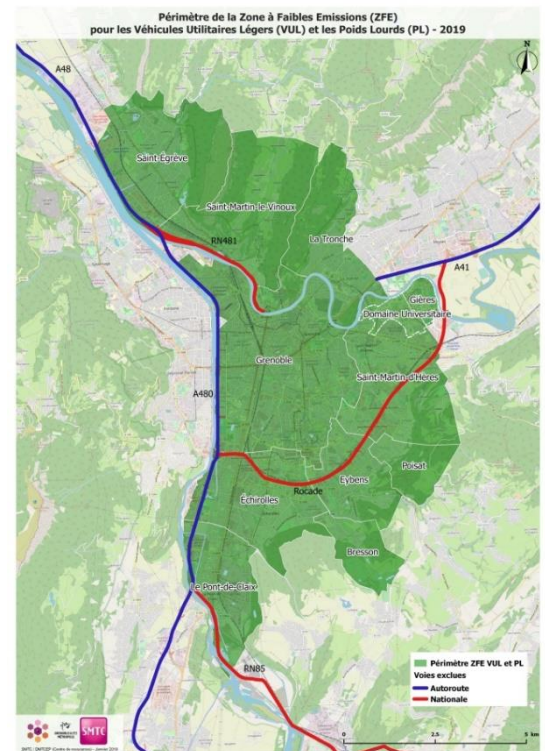 Périmètre de la Zone à Faibles Emissions (ZFE)
pour les Véhicules Utilitaires Légers (VUL) et les Poids Lourds (PL) - 2019
N
A48
Saint-Egrève
Saint-Martin-le-Vinoux
La Tronche
RN481
A41
Gières
Domaine Universitaire
Grenoble
Saint-Martin-d'Hères
A480
Poisat
Eybens
Rocade
Échirolles
Bresson
Le Pont-de-Claix
RN85
Périmètre ZFE VUL et PL
Voies exclues
Autoroute
Nationale
SMTC
0 2.5 5 km